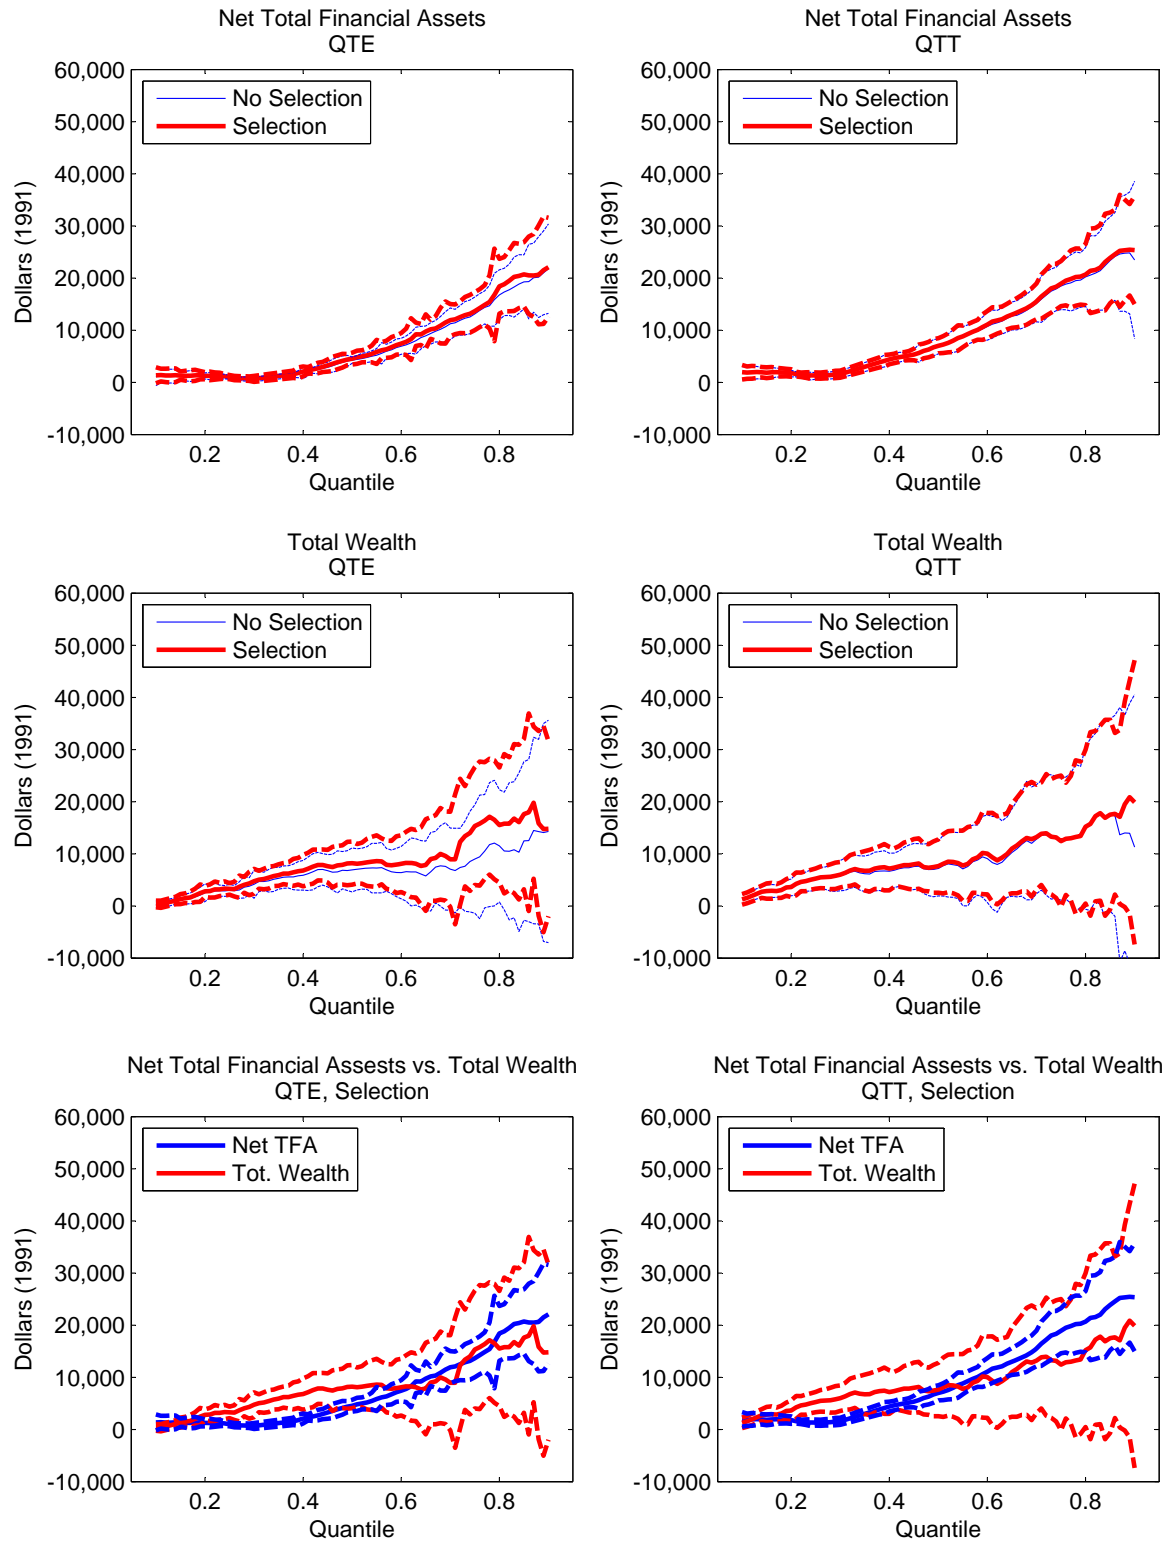 Net Total Financial Assets
QTE
60,000
50,000
40,000
30,000
20,000
10,000
0
-10,000
Dollars (1991)
No Selection
Selection
0.2 0.4 0.6 0.8
Quantile
Net Total Financial Assets
QTT
60,000
50,000
40,000
30,000
20,000
10,000
0
-10,000
Dollars (1991)
No Selection
Selection
0.2 0.4 0.6 0.8
Quantile
Total Wealth
QTE
60,000
50,000
40,000
30,000
20,000
10,000
0
-10,000
Dollars (1991)
No Selection
Selection
0.2 0.4 0.6 0.8
Quantile
Total Wealth
QTT
60,000
50,000
40,000
30,000
20,000
10,000
0
-10,000
Dollars (1991)
No Selection
Selection
0.2 0.4 0.6 0.8
Quantile
Net Total Financial Assests vs. Total Wealth
QTE, Selection
60,000
50,000
40,000
30,000
20,000
10,000
0
-10,000
Dollars (1991)
Net TFA
Tot. Wealth
0.2 0.4 0.6 0.8
Quantile
Net Total Financial Assests vs. Total Wealth
QTT, Selection
60,000
50,000
40,000
30,000
20,000
10,000
0
-10,000
Dollars (1991)
Net TFA
Tot. Wealth
0.2 0.4 0.6 0.8
Quantile